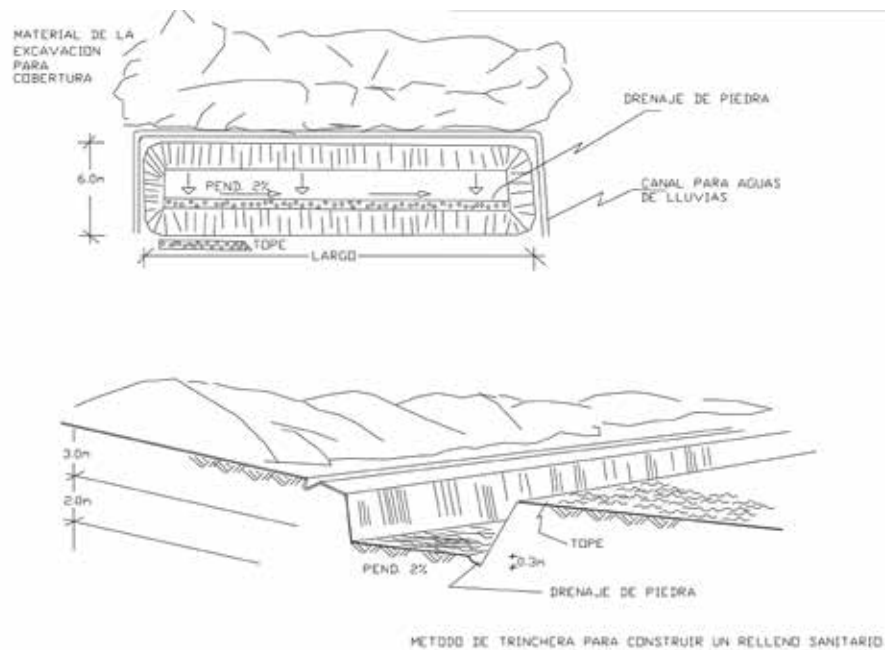 MATERIAL DE LA
EXCAVACION
PARA
COBERTURA
DRENAJE DE PIEDRA
6.0m
PEND. 2%
CANAL PARA AGUAS
DE LLUVIAS
TOPE
LARGO
3.0m
2.0m
TOPE
PEND. 2%
0.3m
DRENAJE DE PIEDRA
METODO DE TRINCHERA PARA CONSTRUIR UN RELLENO SANITARIO